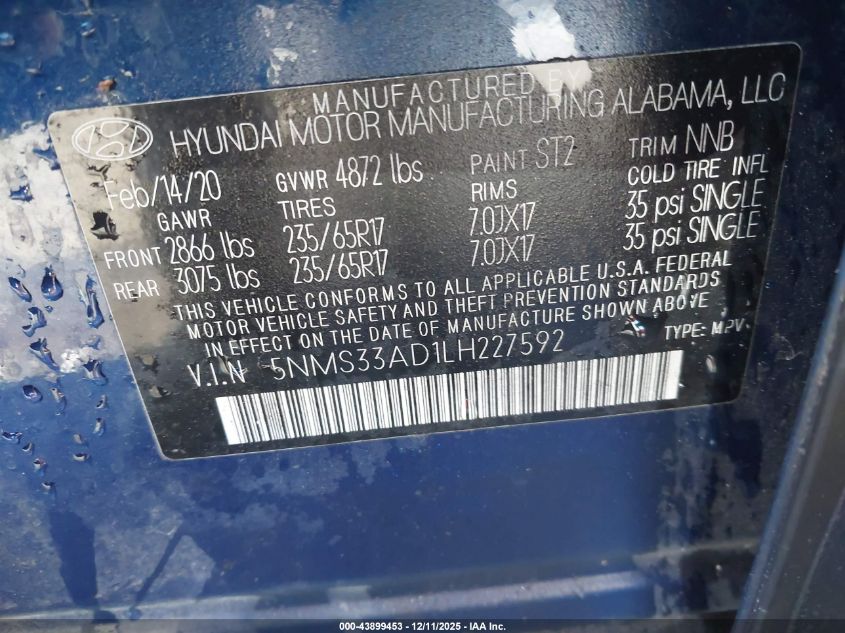 MANUFACTURED BY
HYUNDAI MOTOR MANUFACTURING ALABAMA, LLC
Feb/14/20 GVWR 4872 lbs PAINT ST2 TRIM NNB
GAWR TIRES RIMS COLD TIRE INFL
FRONT 2866 lbs 235/65R17 7.0JX17 35 psi SINGLE
REAR 3075 lbs 235/65R17 7.0JX17 35 psi SINGLE
THIS VEHICLE CONFORMS TO ALL APPLICABLE U.S.A. FEDERAL
MOTOR VEHICLE SAFETY AND THEFT PREVENTION STANDARDS
IN EFFECT ON THE DATE OF MANUFACTURE SHOWN ABOVE
V.I.N 5NMS33AD1LH227592 TYPE: MPV
000-43899453 - 12/11/2025 - IAA Inc.